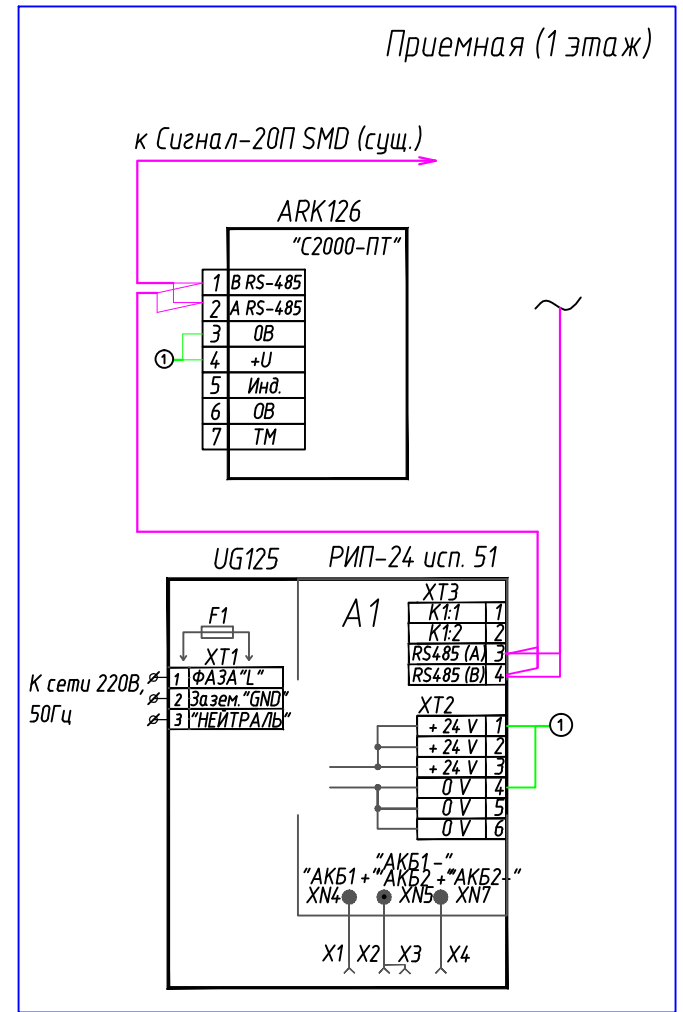 Приемная (1 этаж)
к Сигнал-20П SMD (сущ.)
ARK126
"С2000-ПТ"
1 B RS-485
2 A RS-485
3 0В
4 +U
5 Инд.
6 0В
7 ТМ
1
UG125
РИП-24 исп. 51
F1
A1
XT3
К1:1 1
К1:2 2
RS485 (А) 3
RS485 (В) 4
XT1
1 ФАЗА"L"
2 Зазем."GND"
3 "НЕЙТРАЛЬ"
К сети 220В,
50Гц
XT2
+ 24 V 1
+ 24 V 2
+ 24 V 3
0 V 4
0 V 5
0 V 6
1
"АКБ1-"
"АКБ1+" "АКБ2+" "АКБ2-"
XN4 XN5 XN7
X1 X2 X3 X4